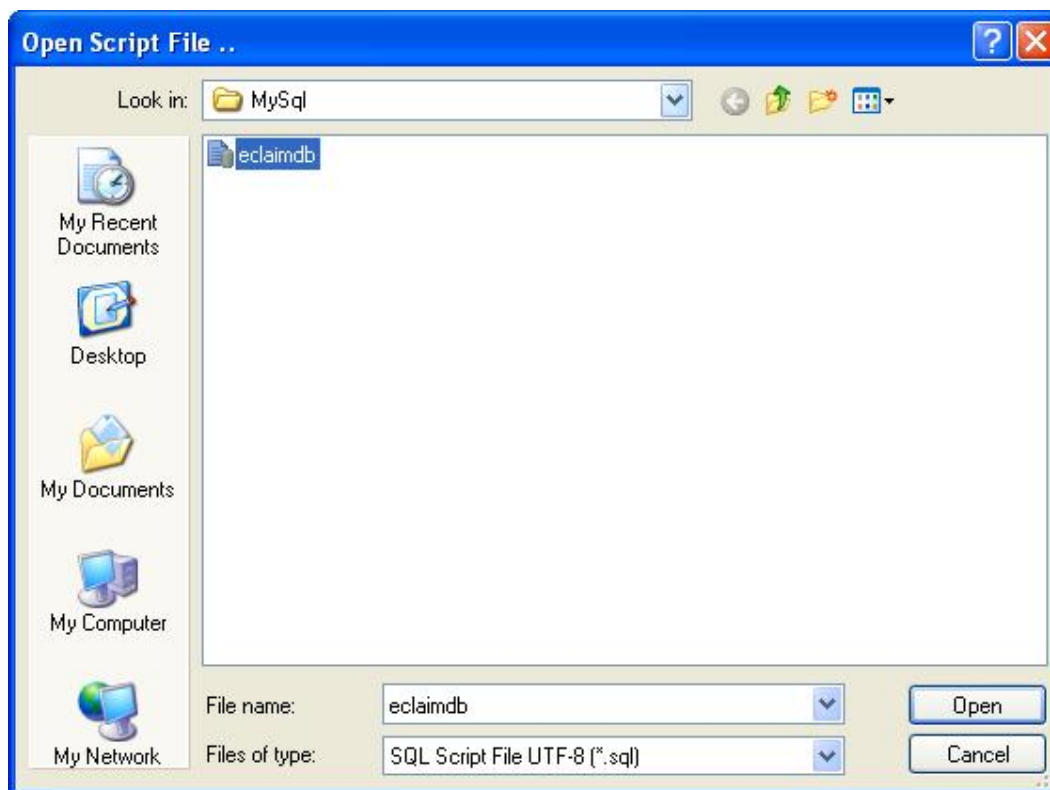 Open Script File ..
Look in: MySql
eclaimdb
My Recent
Documents
Desktop
My Documents
My Computer
My Network
File name: eclaimdb Open
Files of type: SQL Script File UTF-8 (*.sql) Cancel